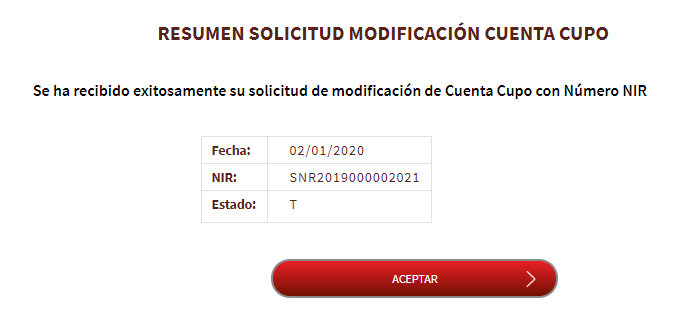 RESUMEN SOLICITUD MODIFICACIÓN CUENTA CUPO
Se ha recibido exitosamente su solicitud de modificación de Cuenta Cupo con Número NIR
Fecha: 02/01/2020
NIR: SNR2019000002021
Estado: T
ACEPTAR